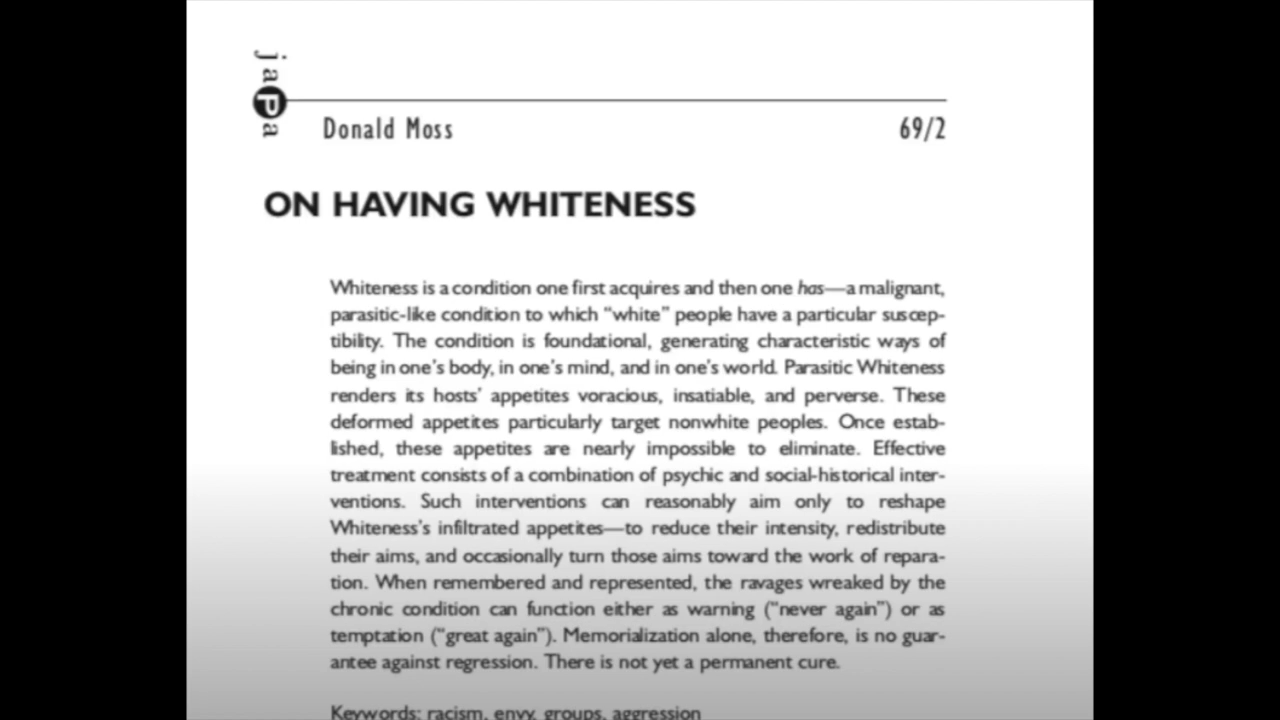 japa
Donald Moss 69/2
ON HAVING WHITENESS
Whiteness is a condition one first acquires and then one has—a malignant,
parasitic-like condition to which “white” people have a particular suscep-
tibility. The condition is foundational, generating characteristic ways of
being in one’s body, in one’s mind, and in one’s world. Parasitic Whiteness
renders its hosts’ appetites voracious, insatiable, and perverse. These
deformed appetites particularly target nonwhite peoples. Once estab-
lished, these appetites are nearly impossible to eliminate. Effective
treatment consists of a combination of psychic and social-historical inter-
ventions. Such interventions can reasonably aim only to reshape
Whiteness’s infiltrated appetites—to reduce their intensity, redistribute
their aims, and occasionally turn those aims toward the work of repara-
tion. When remembered and represented, the ravages wreaked by the
chronic condition can function either as warning (“never again”) or as
temptation (“great again”). Memorialization alone, therefore, is no guar-
antee against regression. There is not yet a permanent cure.
Keywords: racism, envy, groups, aggression